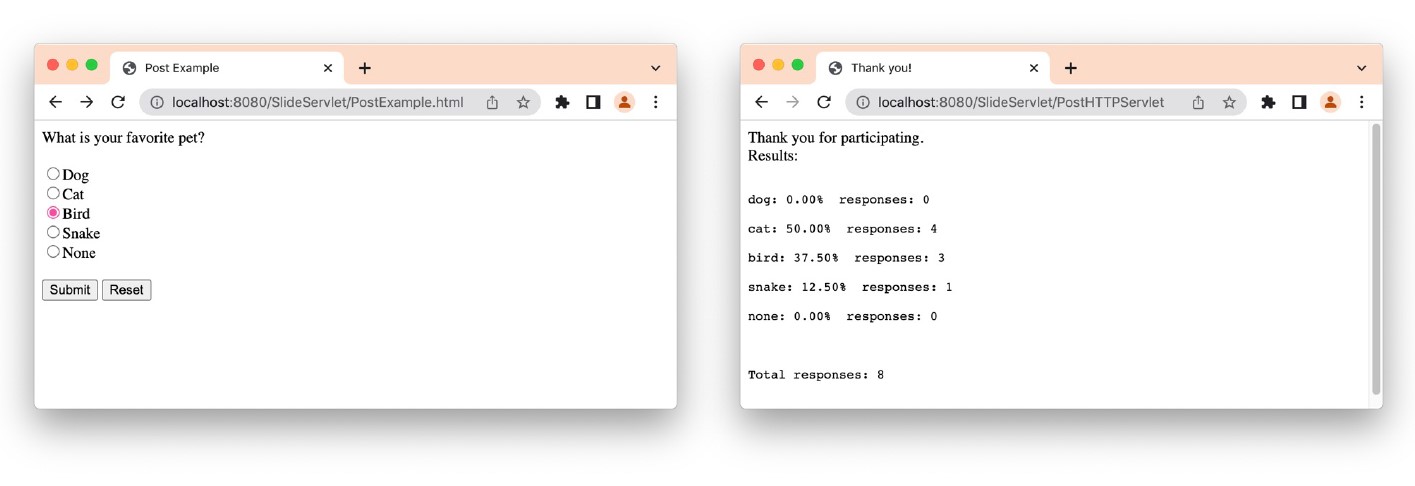 Post Example
localhost:8080/SlideServlet/PostExample.html
What is your favorite pet?
Dog
Cat
Bird
Snake
None
Submit Reset
Thank you!
localhost:8080/SlideServlet/PostHTTPServlet
Thank you for participating.
Results:
dog: 0.00%  responses: 0
cat: 50.00%  responses: 4
bird: 37.50%  responses: 3
snake: 12.50%  responses: 1
none: 0.00%  responses: 0
Total responses: 8